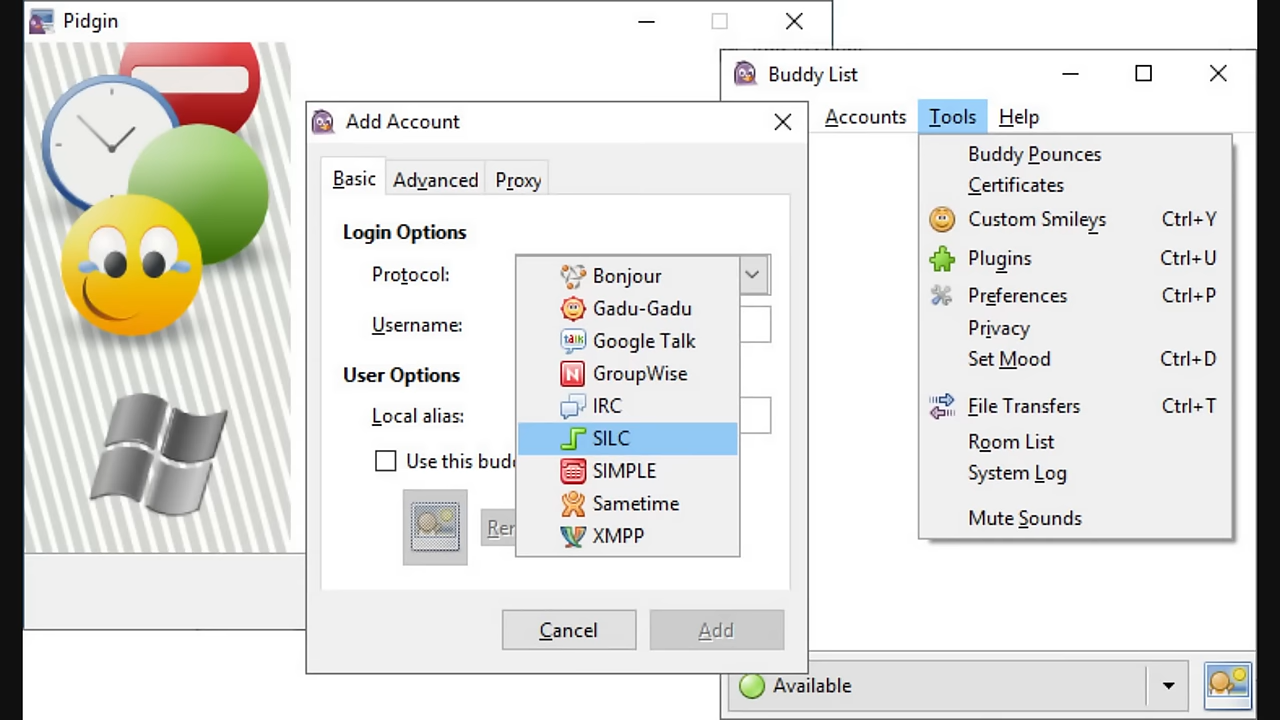 Pidgin
Buddy List
Accounts Tools Help
Buddy Pounces
Certificates
Custom Smileys Ctrl+Y
Plugins Ctrl+U
Preferences Ctrl+P
Privacy
Set Mood Ctrl+D
File Transfers Ctrl+T
Room List
System Log
Mute Sounds
Available
Add Account
Basic Advanced Proxy
Login Options
Protocol:
Username:
User Options
Local alias:
Use this budd
Bonjour
Gadu-Gadu
Google Talk
talk
GroupWise
N
IRC
SILC
SIMPLE
Sametime
XMPP
Cancel Add